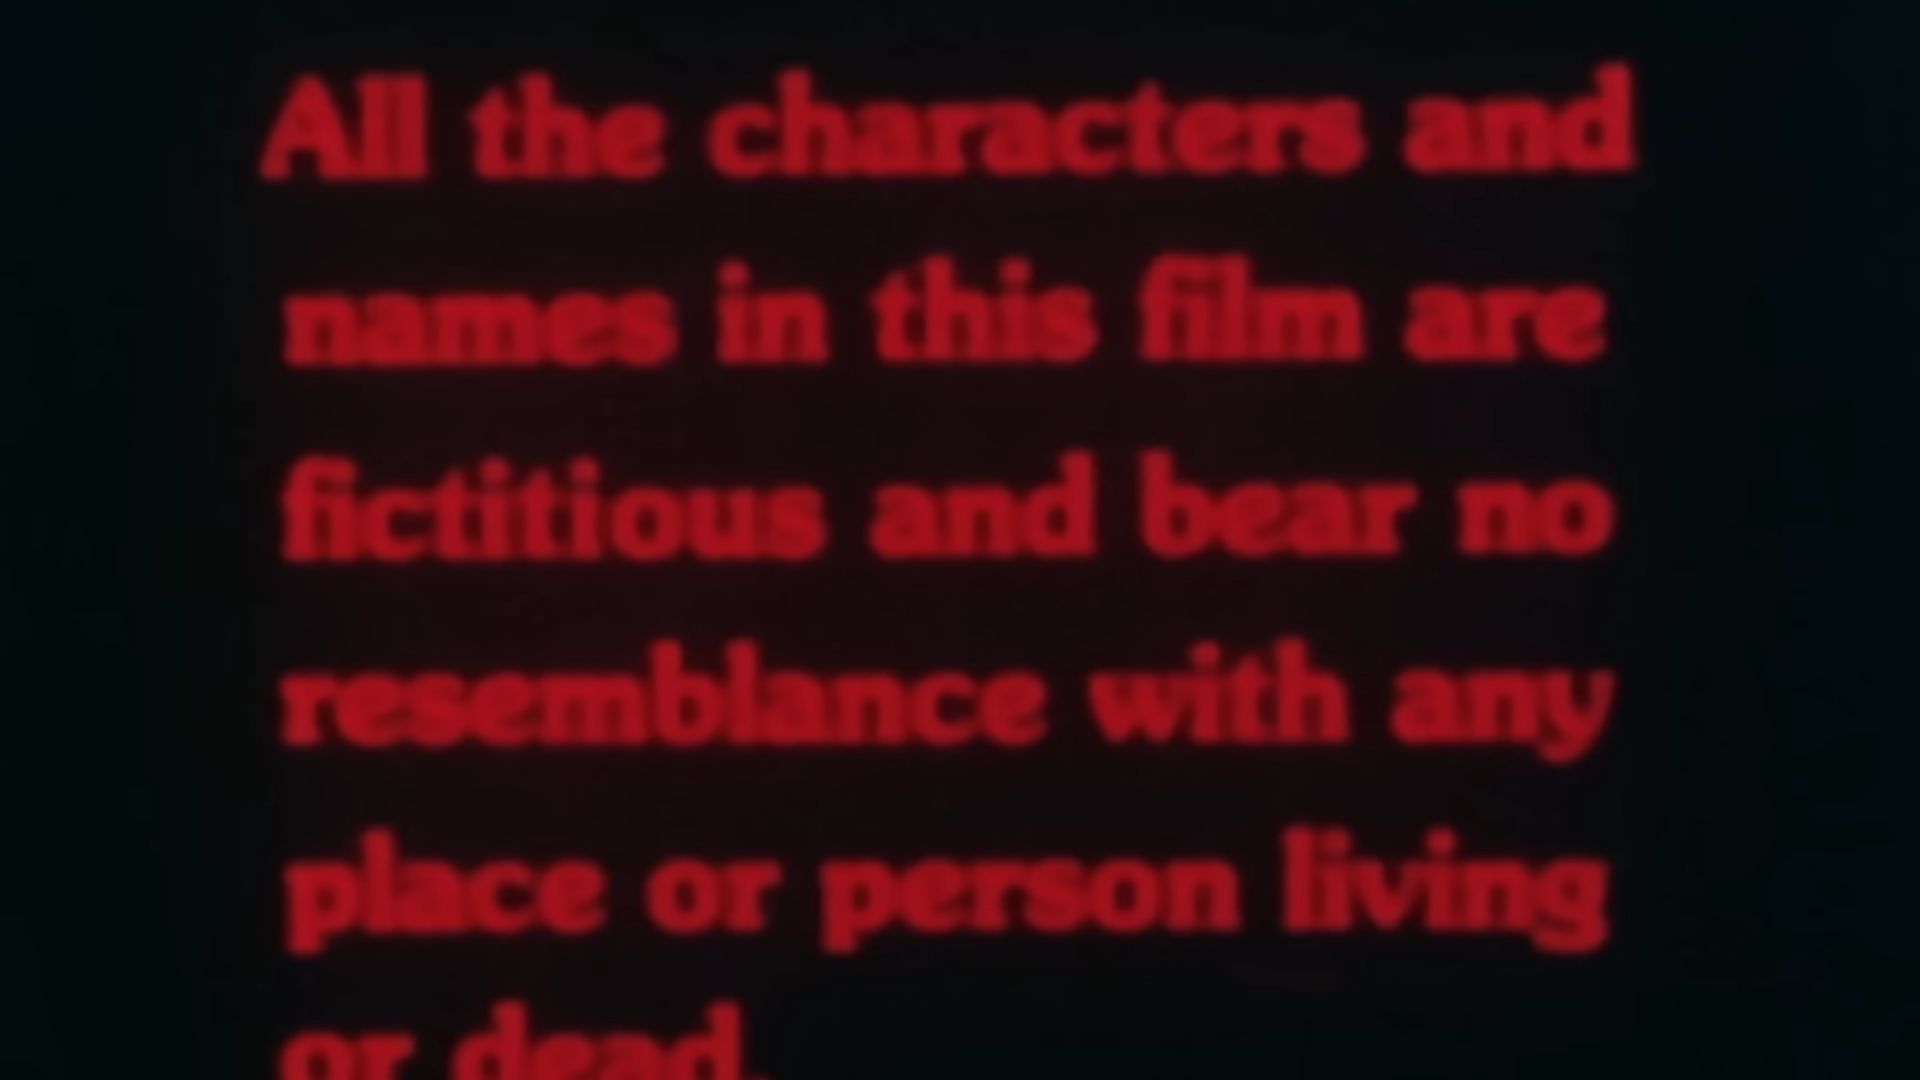 All the characters and
names in this film are
fictitious and bear no
resemblance with any
place or person living
or dead.